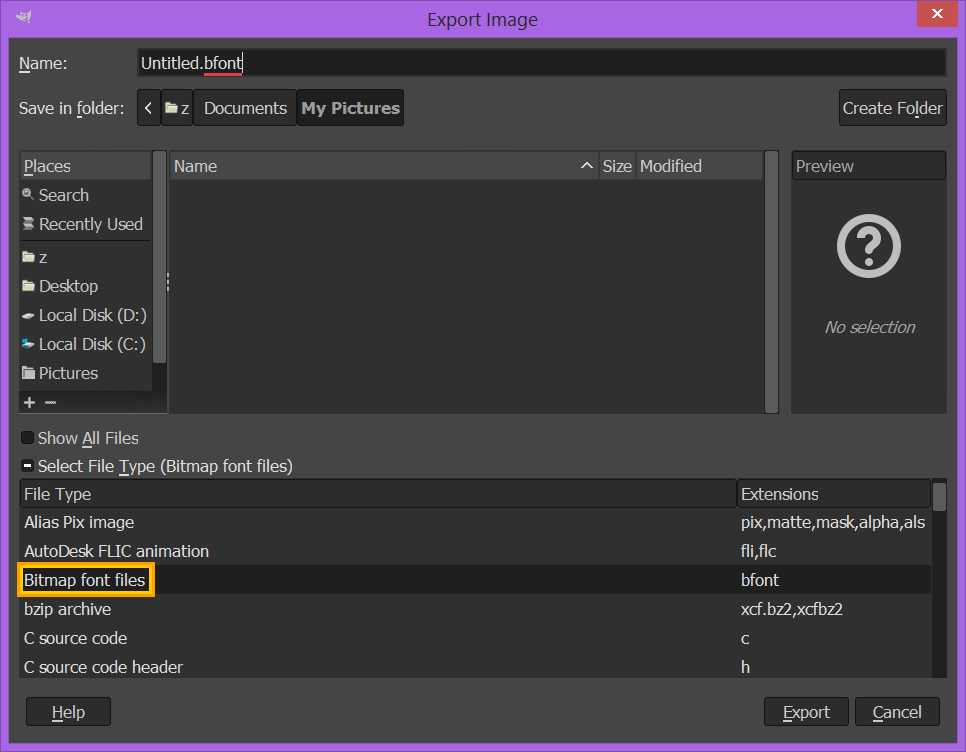 Export Image
Name: Untitled.bfont
Save in folder: z Documents My Pictures Create Folder
Places Name Size Modified Preview
Search
Recently Used
z
Desktop
Local Disk (D:)
No selection
Local Disk (C:)
Pictures
Show All Files
Select File Type (Bitmap font files)
File Type Extensions
Alias Pix image pix,matte,mask,alpha,als
AutoDesk FLIC animation fli,flc
Bitmap font files bfont
bzip archive xcf.bz2,xcfbz2
C source code c
C source code header h
Help Export Cancel